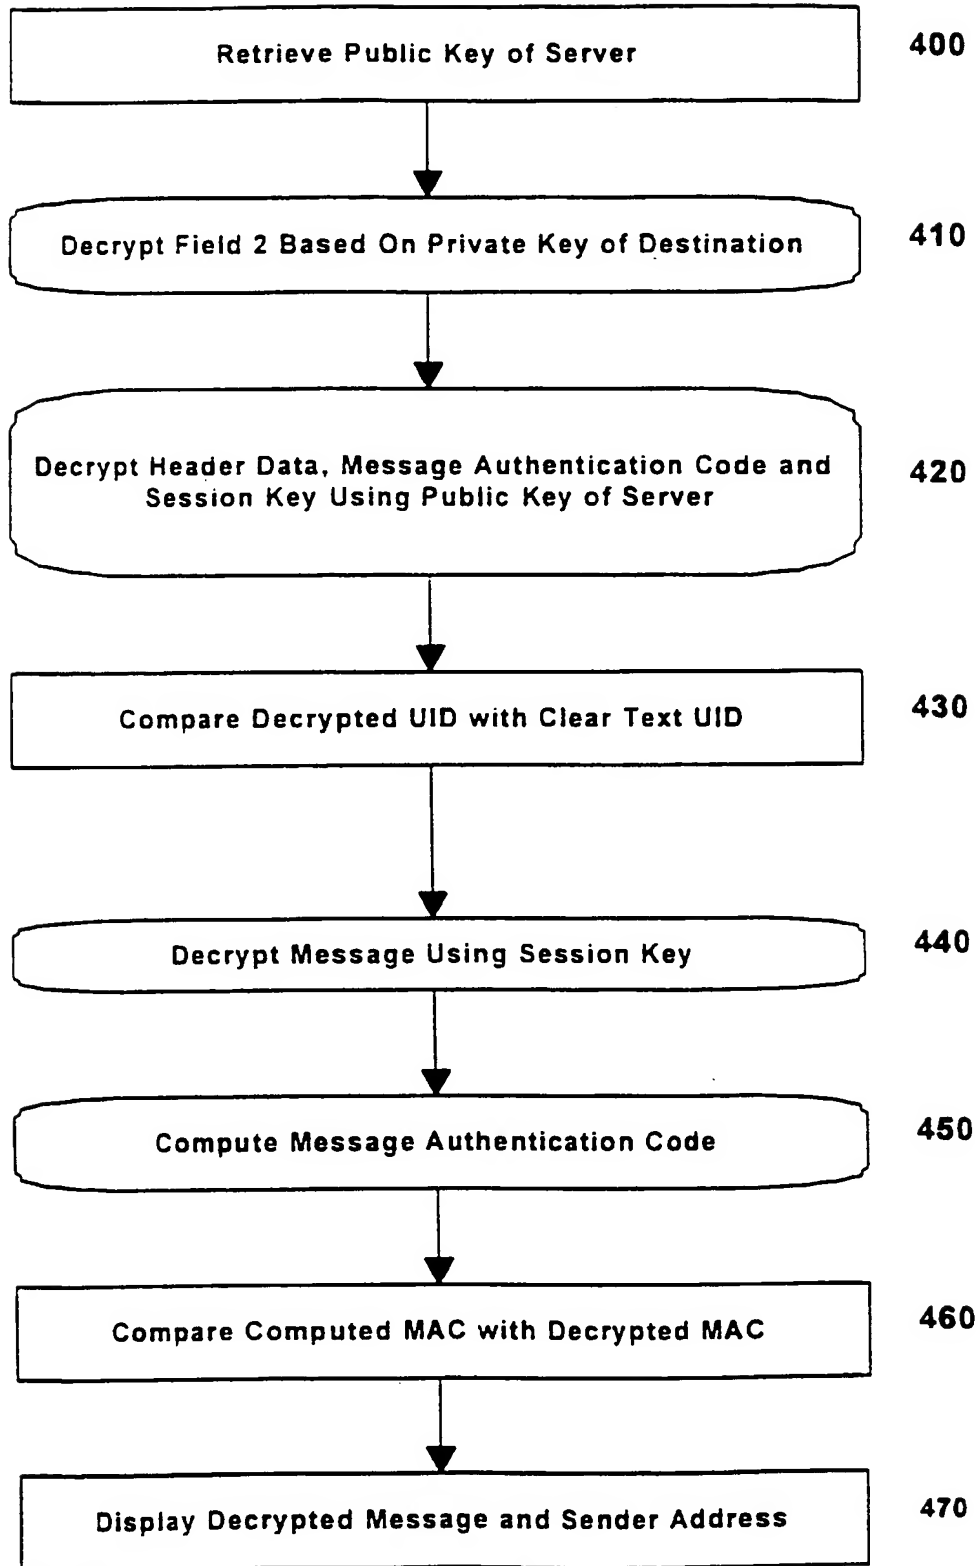 Retrieve Public Key of Server
400
Decrypt Field 2 Based On Private Key of Destination
410
Decrypt Header Data, Message Authentication Code and
Session Key Using Public Key of Server
420
Compare Decrypted UID with Clear Text UID
430
Decrypt Message Using Session Key
440
Compute Message Authentication Code
450
Compare Computed MAC with Decrypted MAC
460
Display Decrypted Message and Sender Address
470